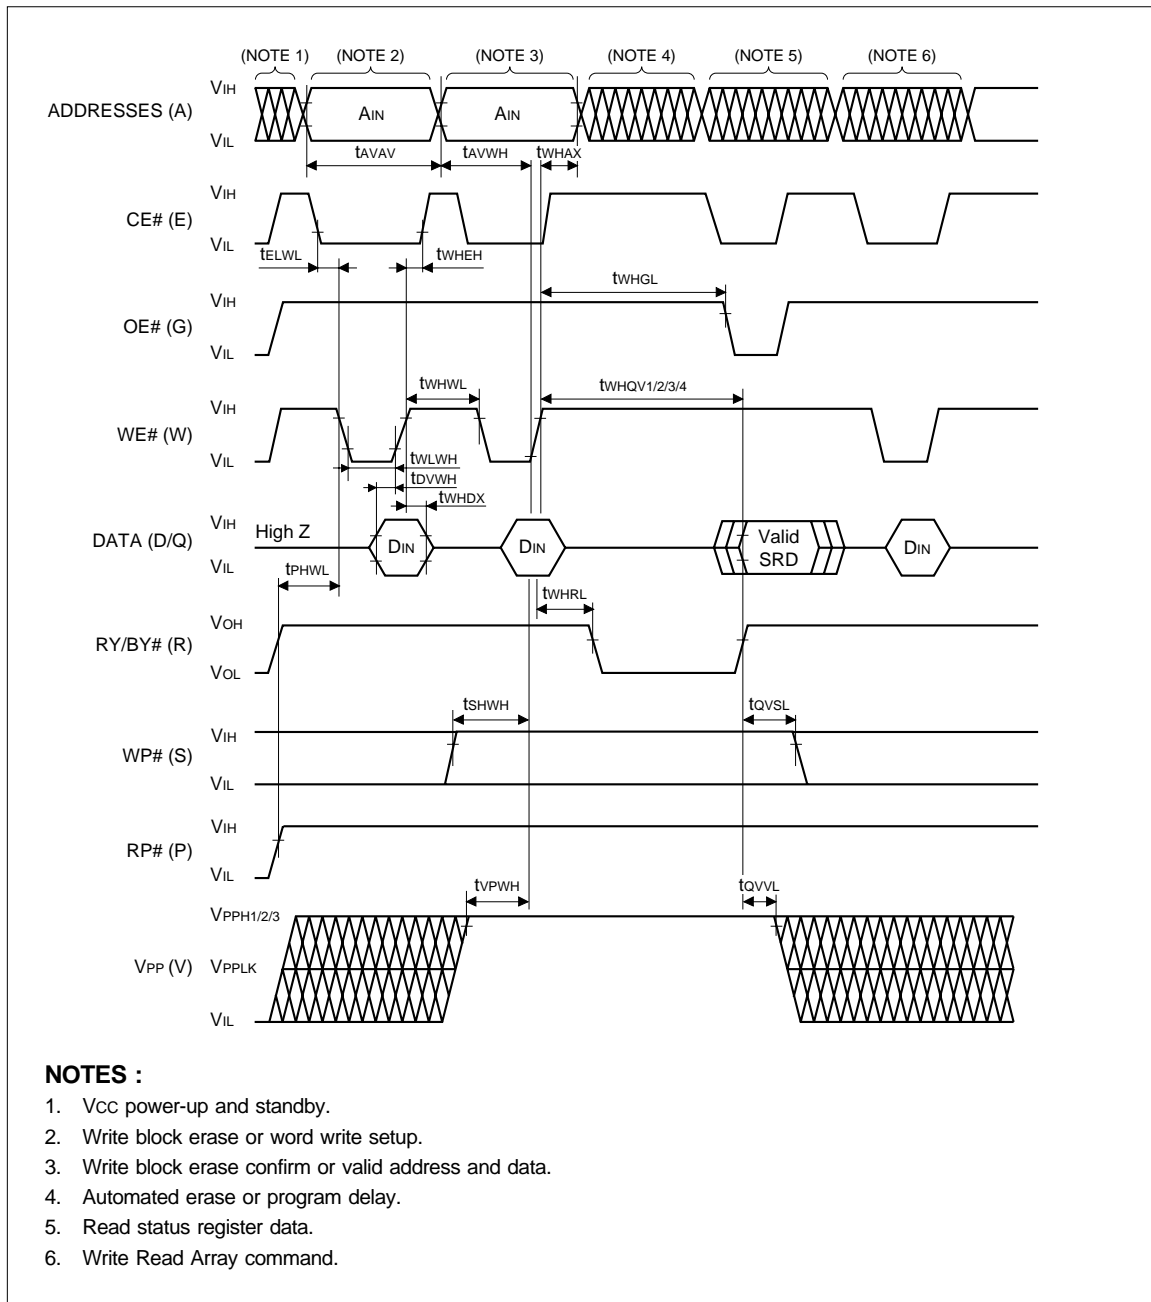 (NOTE 1) (NOTE 2) (NOTE 3) (NOTE 4) (NOTE 5) (NOTE 6)
VIH
ADDRESSES (A) AIN AIN
VIL
tAVAV tAVWH tWHAX
VIH
CE# (E)
VIL
tELWL tWHEH
tWHGL
VIH
OE# (G)
VIL
tWHWL tWHQV1/2/3/4
VIH
WE# (W)
VIL
tWLWH
tDVWH
tWHDX
VIH High Z
DATA (D/Q) DIN DIN Valid SRD DIN
VIL
tPHWL
tWHRL
VOH
RY/BY# (R)
VOL
tSHWH tQVSL
VIH
WP# (S)
VIL
VIH
RP# (P)
VIL
tVPWH tQVVL
VPPH1/2/3
VPP (V) VPPLK
VIL
NOTES :
1. VCC power-up and standby.
2. Write block erase or word write setup.
3. Write block erase confirm or valid address and data.
4. Automated erase or program delay.
5. Read status register data.
6. Write Read Array command.